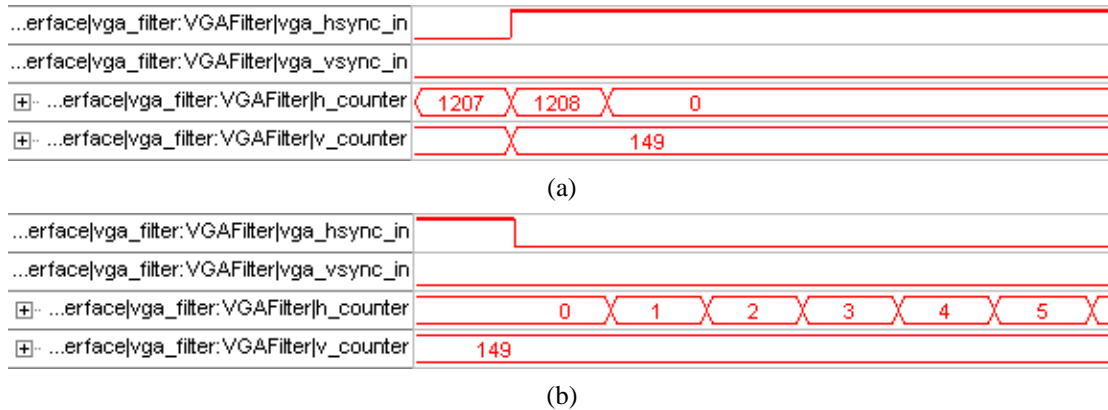 ...erface|vga_filter:VGAFilter|vga_hsync_in
...erface|vga_filter:VGAFilter|vga_vsync_in
...erface|vga_filter:VGAFilter|h_counter 1207 1208 0
...erface|vga_filter:VGAFilter|v_counter 149
(a)
...erface|vga_filter:VGAFilter|vga_hsync_in
...erface|vga_filter:VGAFilter|vga_vsync_in
...erface|vga_filter:VGAFilter|h_counter 0 1 2 3 4 5
...erface|vga_filter:VGAFilter|v_counter 149
(b)